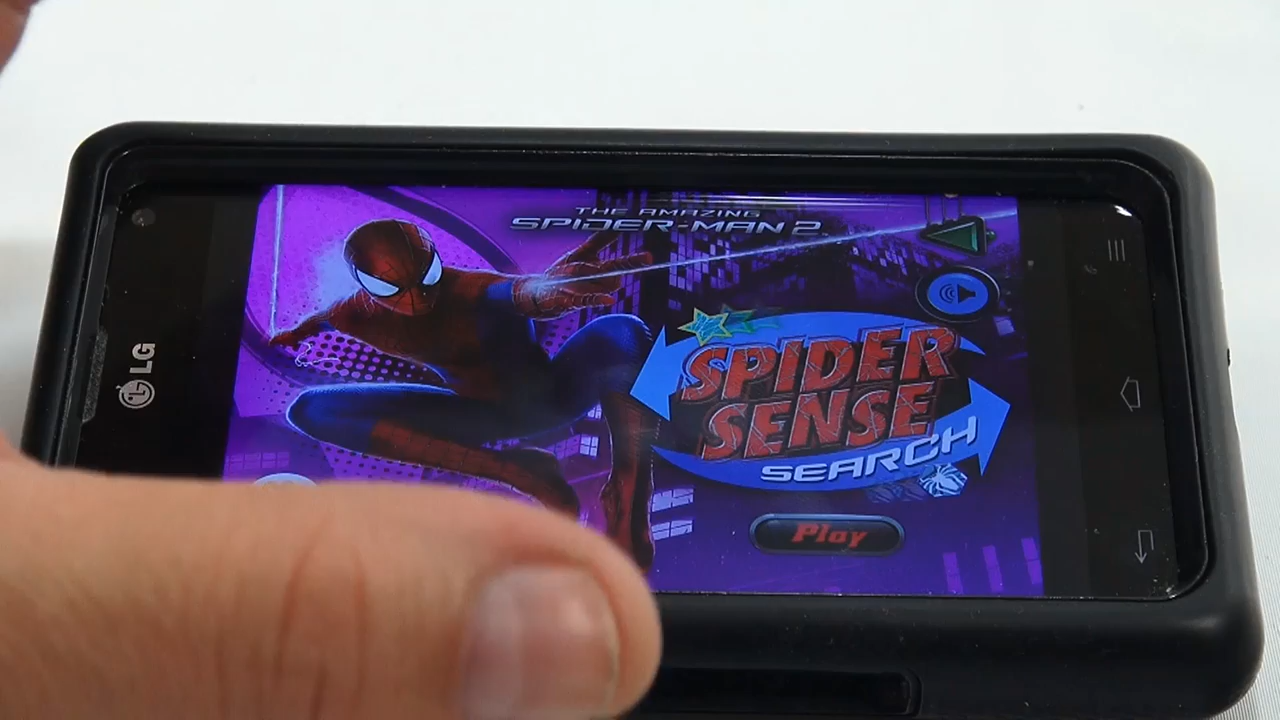 LG
THE AMAZING
SPIDER-MAN 2
SPIDER
SENSE
SEARCH
Play